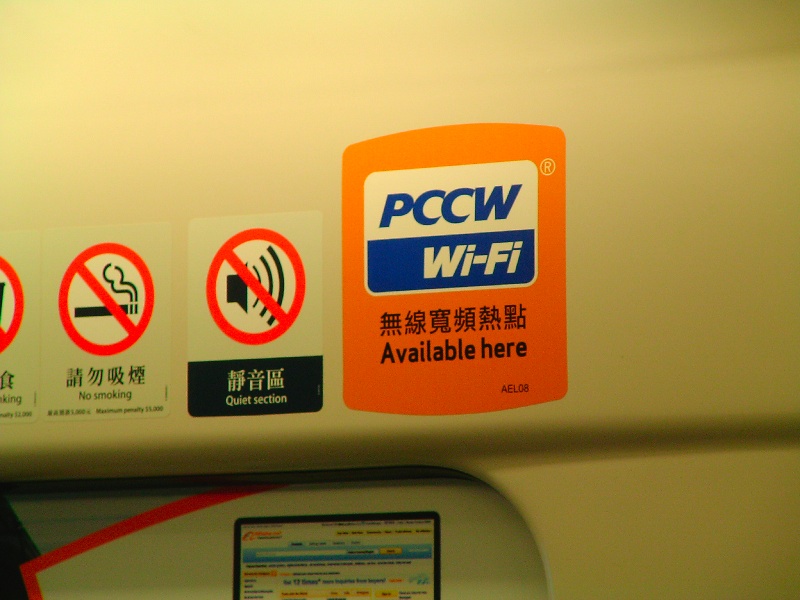 PCCW
®
Wi-Fi
無線寬頻熱點
Available here
AEL08
靜音區
Quiet section
請勿吸煙
No smoking
Maximum penalty $5,000
食